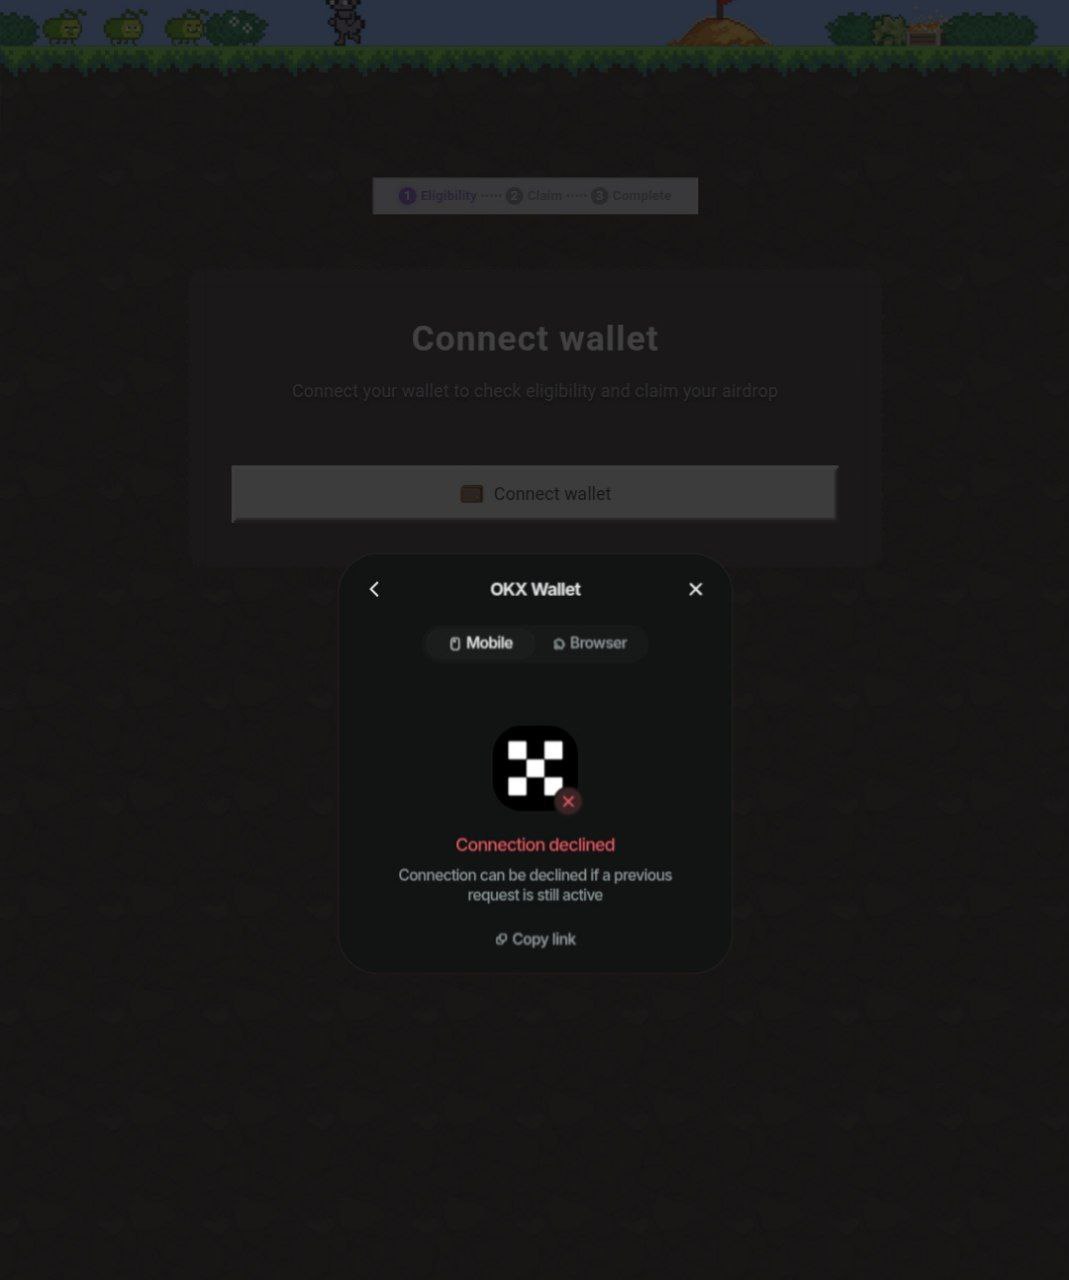 1 Eligibility ····· 2 Claim ····· 3 Complete
Connect wallet
Connect your wallet to check eligibility and claim your airdrop
Connect wallet
OKX Wallet
Mobile Browser
Connection declined
Connection can be declined if a previous
request is still active
Copy link